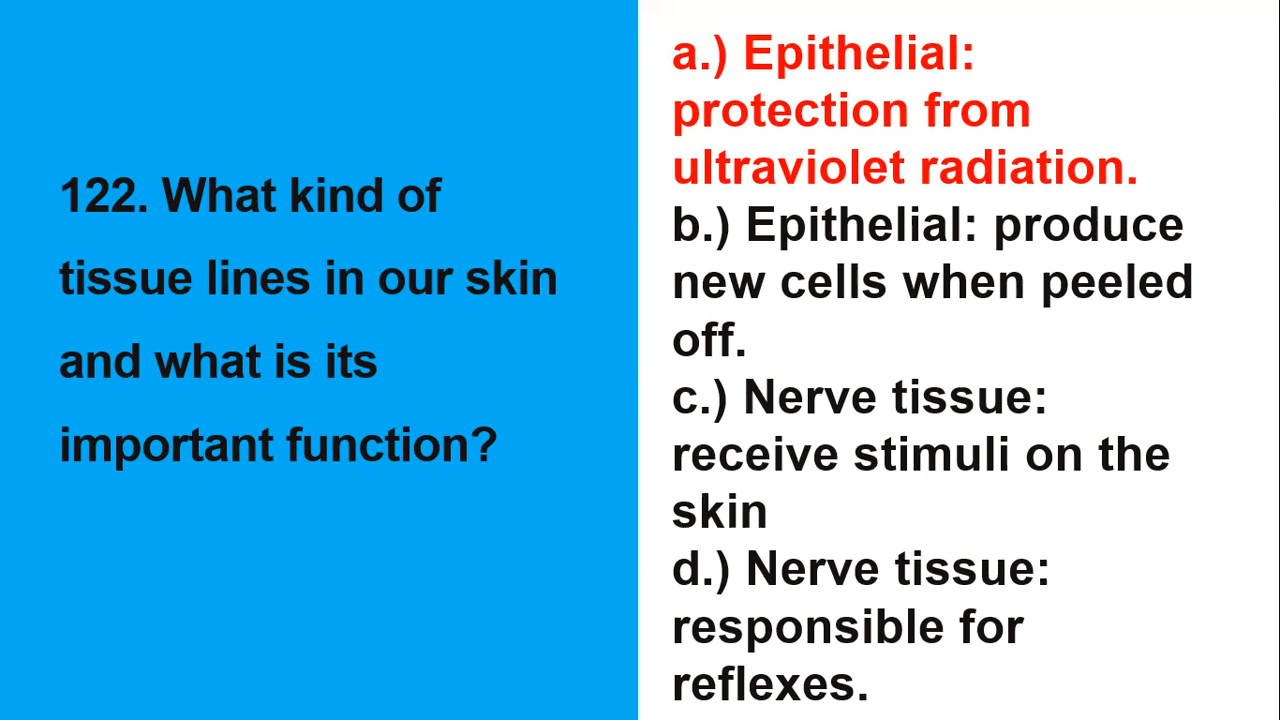 122. What kind of
tissue lines in our skin
and what is its
important function?
a.) Epithelial:
protection from
ultraviolet radiation.
b.) Epithelial: produce
new cells when peeled
off.
c.) Nerve tissue:
receive stimuli on the
skin
d.) Nerve tissue:
responsible for
reflexes.